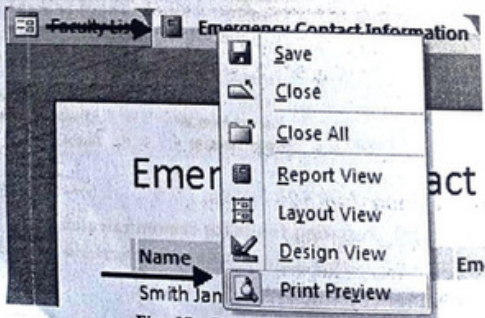 Faculty List Emergency Contact Information
Save
Close
Close All
Emer act
Report View
Layout View
Design View
Name Em
Print Preview
Smith Jan